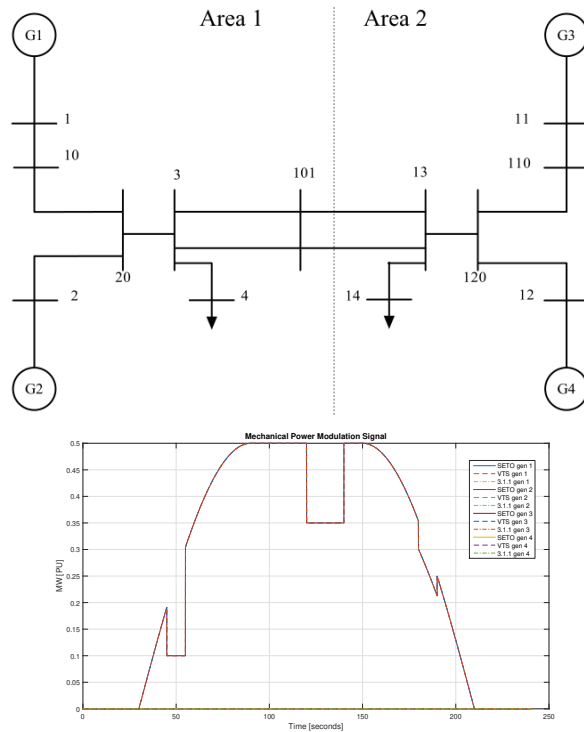 Area 1
Area 2
G1
G3
1
11
10
110
3
101
13
20
120
2
4
14
12
G2
G4
Mechanical Power Modulation Signal
MW [PU]
0.5
0.45
0.4
0.35
0.3
0.25
0.2
0.15
0.1
0.05
0
0
50
100
150
200
250
Time [seconds]
SETO gen 1
VTS gen 1
3.1.1 gen 1
SETO gen 2
VTS gen 2
3.1.1 gen 2
SETO gen 3
VTS gen 3
3.1.1 gen 3
SETO gen 4
VTS gen 4
3.1.1 gen 4